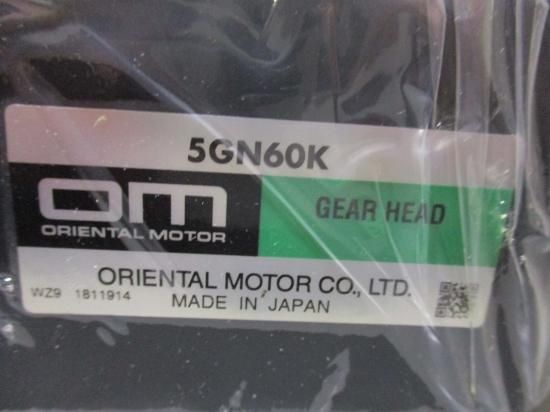 5GN60K
OM
ORIENTAL MOTOR
GEAR HEAD
ORIENTAL MOTOR CO., LTD.
WZ9 1811914
MADE IN JAPAN